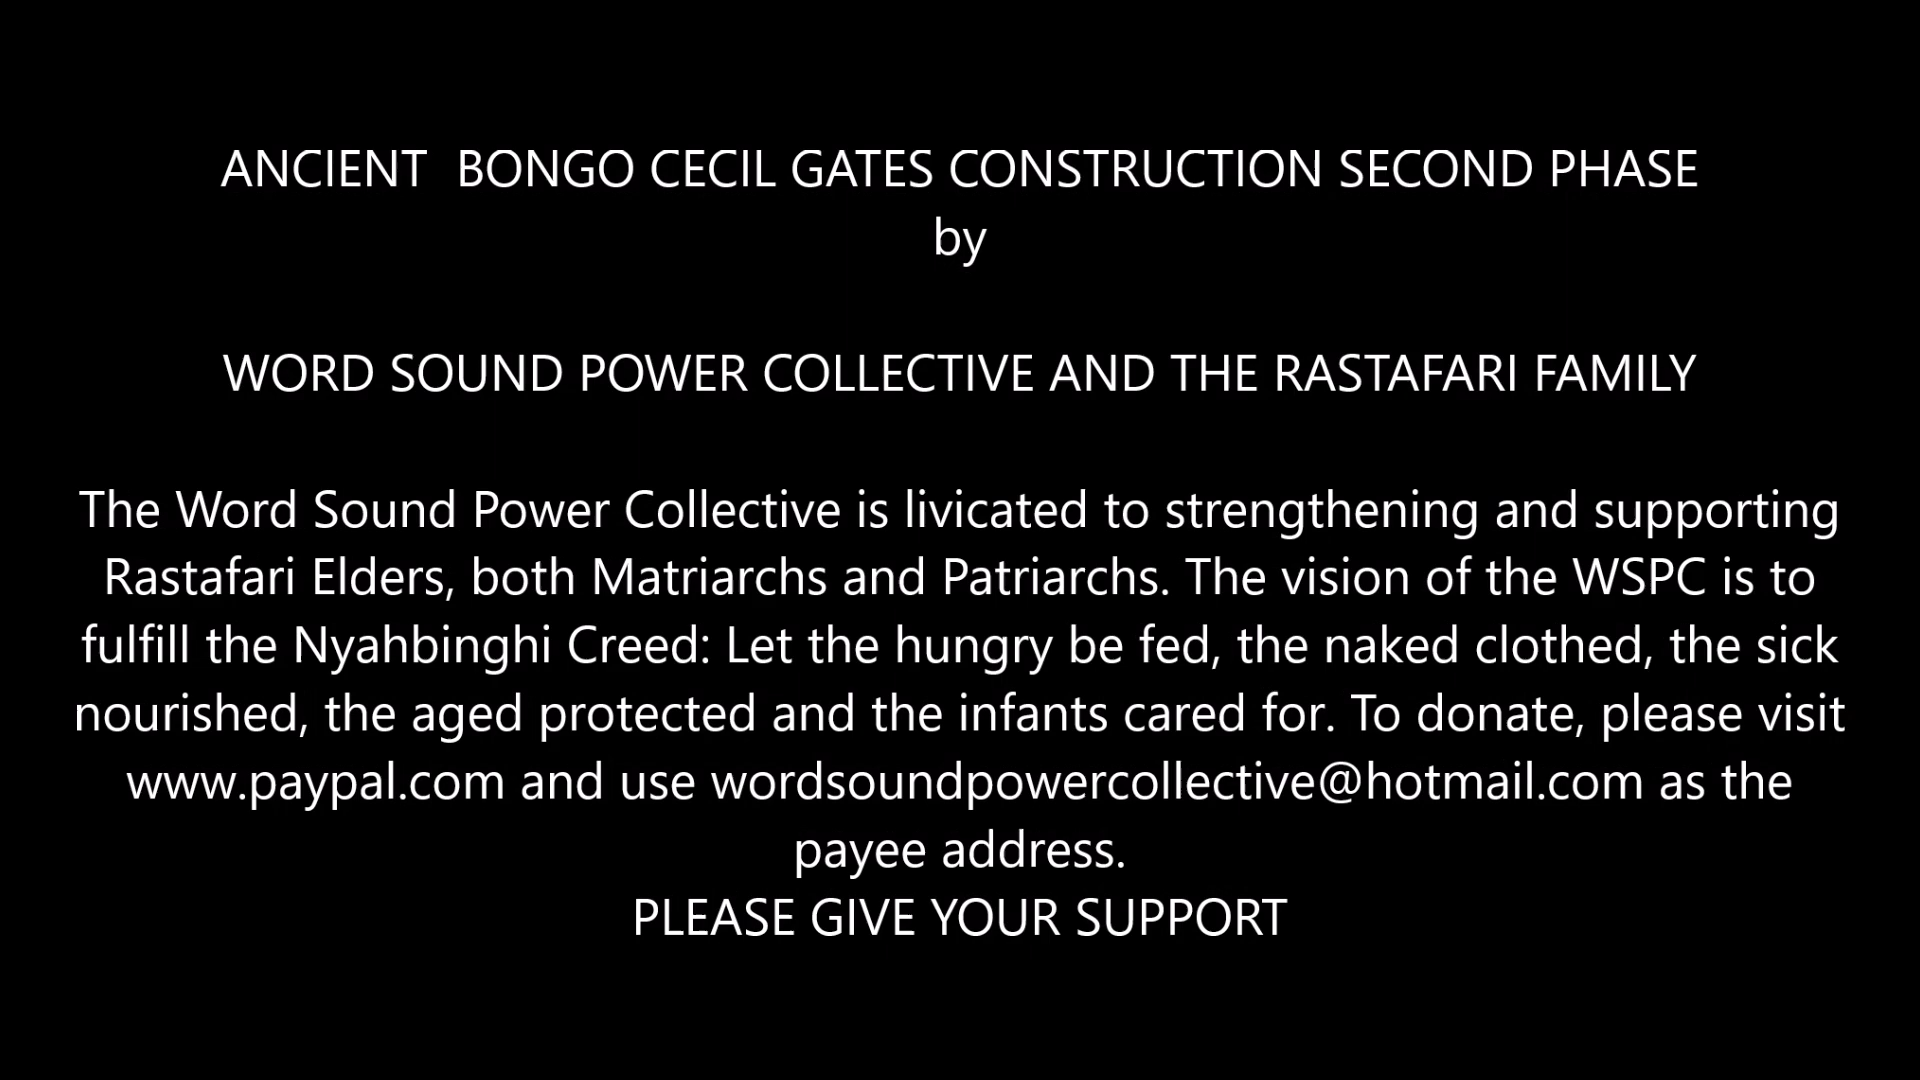 ANCIENT  BONGO CECIL GATES CONSTRUCTION SECOND PHASE
by
WORD SOUND POWER COLLECTIVE AND THE RASTAFARI FAMILY
The Word Sound Power Collective is livicated to strengthening and supporting
Rastafari Elders, both Matriarchs and Patriarchs. The vision of the WSPC is to
fulfill the Nyahbinghi Creed: Let the hungry be fed, the naked clothed, the sick
nourished, the aged protected and the infants cared for. To donate, please visit
www.paypal.com and use wordsoundpowercollective@hotmail.com as the
payee address.
PLEASE GIVE YOUR SUPPORT